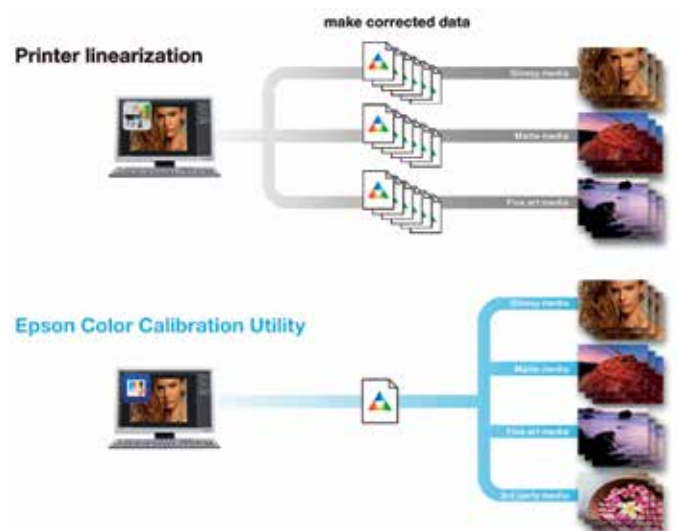 make corrected data
Printer linearization
Glossy media
Matte media
Fine art media
Epson Color Calibration Utility
Glossy media
Matte media
Fine art media
3rd party media